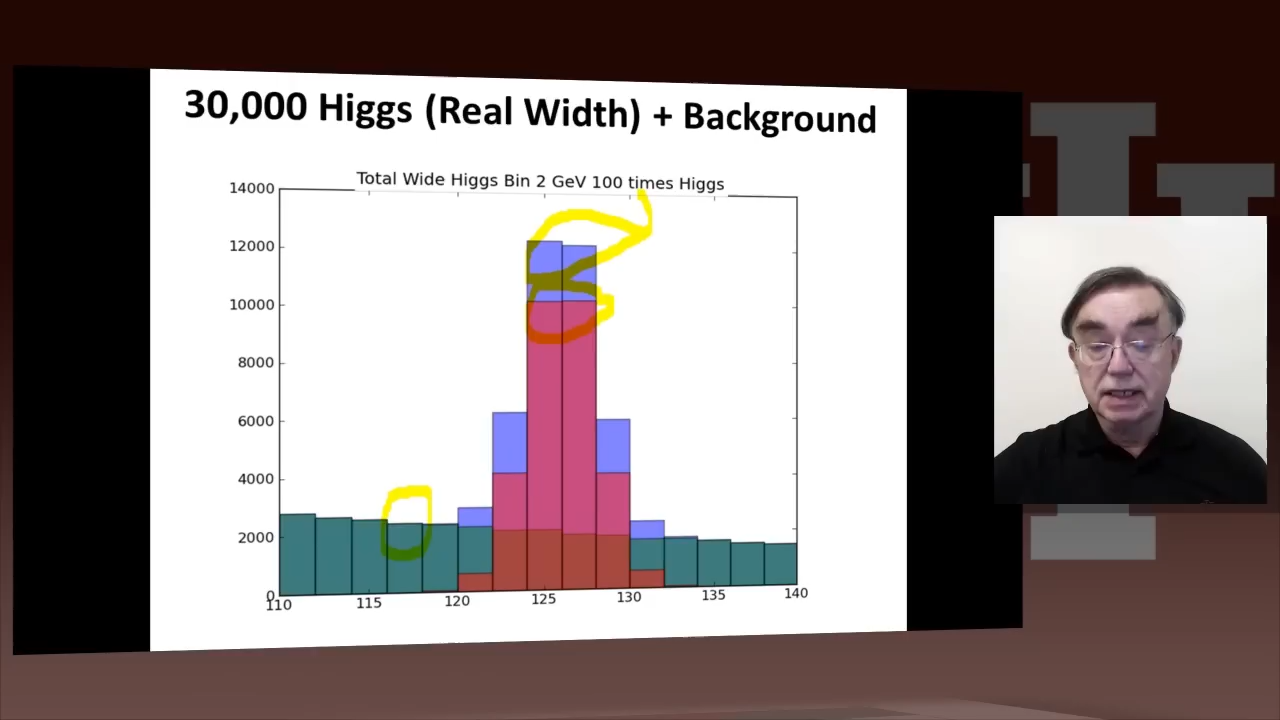 30,000 Higgs (Real Width) + Background
Total Wide Higgs Bin 2 GeV 100 times Higgs
14000
12000
10000
8000
6000
4000
2000
0
110 115 120 125 130 135 140